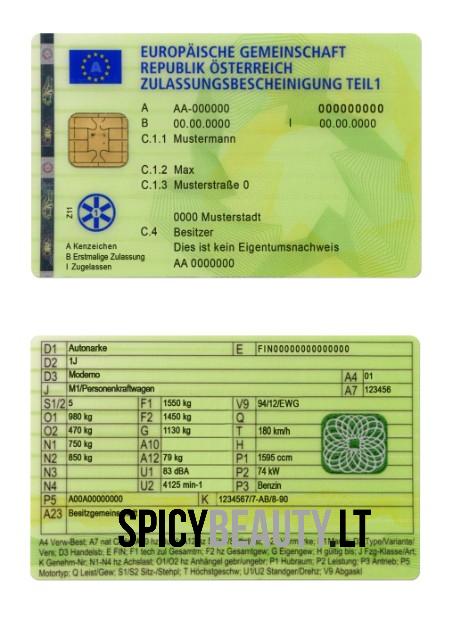 EUROPÄISCHE GEMEINSCHAFT
REPUBLIK ÖSTERREICH
ZULASSUNGSBESCHEINIGUNG TEIL1
A
A AA-000000 000000000
B 00.00.0000 I 00.00.0000
C.1.1 Mustermann
C.1.2 Max
C.1.3 Musterstraße 0
Z11
1
0000 Musterstadt
C.4 Besitzer
A Kenzeichen Dies ist kein Eigentumsnachweis
B Erstmalige Zulassung
I Zugelassen AA 0000000
D1 Autonarke E FIN00000000000000
D2 1J
D3 Moderno A4 01
J M1/Personenkraftwagen A7 123456
S1/2 5 F1 1550 kg V9 94/12/EWG
O1 980 kg F2 1450 kg Q
O2 470 kg G 1130 kg T 180 km/h
N1 750 kg A10 H
N2 850 kg A12 79 kg P1 1595 ccm
N3 U1 83 dBA P2 74 kW
N4 U2 4125 min-1 P3 Benzin
P5 A00A00000000 K 1234567/7-AB/8-90
A23 Besitzgemein
SPICYBEAUTY.LT
A4 Verw-Best; A7 nat D2 Type/Variante/
Vers; D3 Handelsb; E FIN; F1 techn zul Gesamtm; F2 hz Gesamtgew; G Eigengew; H gültig bis; J Fzg-Klasse/Art;
K Genehm-Nr; N1-N4 hz Achslast; O1/O2 hz Anhängel gebr/ungebr; P1 Hubraum; P2 Leistung; P3 Antrieb; P5
Motortyp; Q Leist/Gew; S1/S2 Sitz-/Stehpl; T Höchstgeschw; U1/U2 Standger/Drehz; V9 Abgaskl